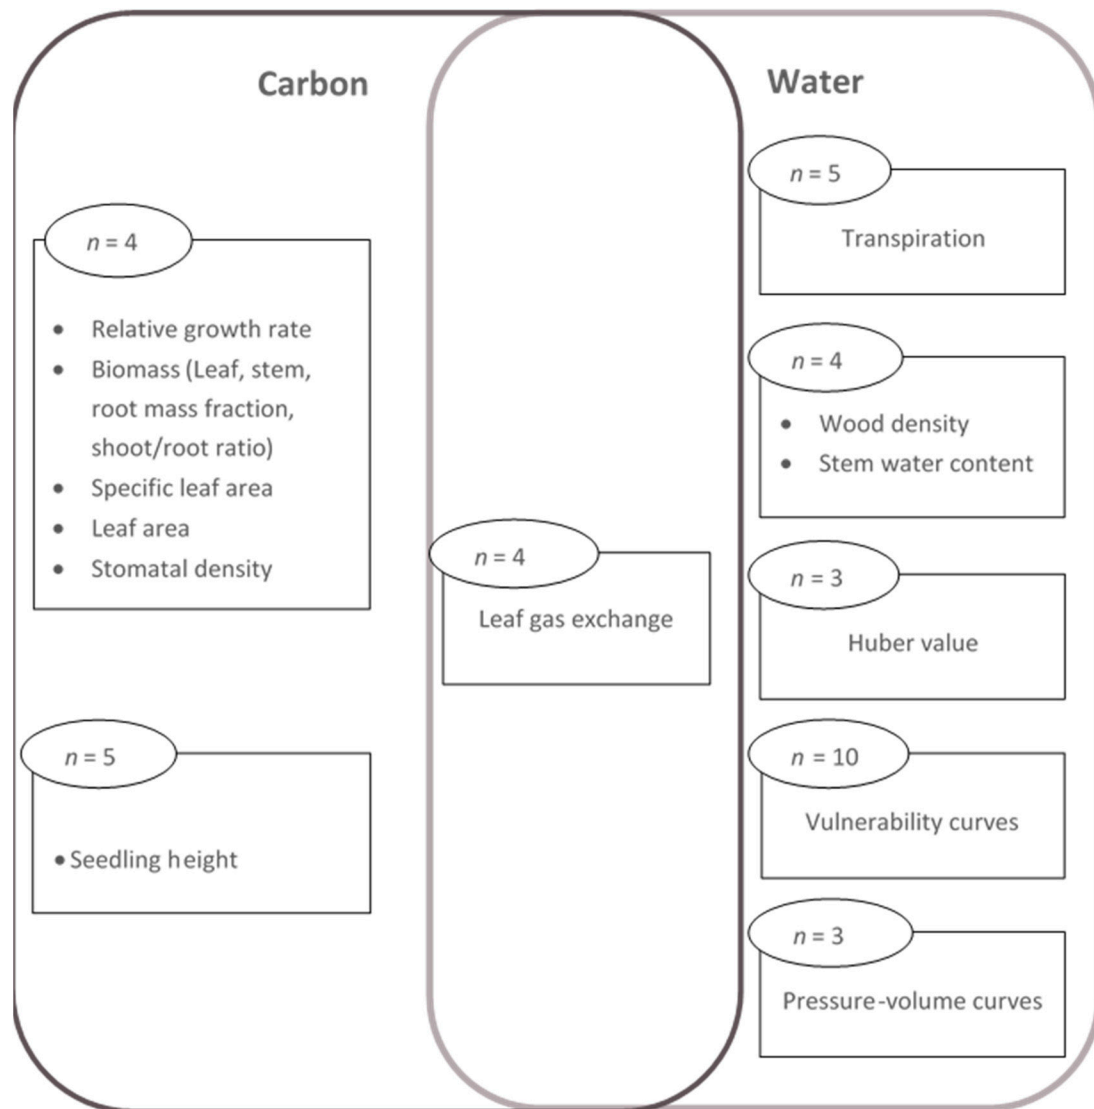 Carbon
n = 4
• Relative growth rate
• Biomass (Leaf, stem,
root mass fraction,
shoot/root ratio)
• Specific leaf area
• Leaf area
• Stomatal density
n = 5
• Seedling height
n = 4
Leaf gas exchange
Water
n = 5
Transpiration
n = 4
• Wood density
• Stem water content
n = 3
Huber value
n = 10
Vulnerability curves
n = 3
Pressure-volume curves